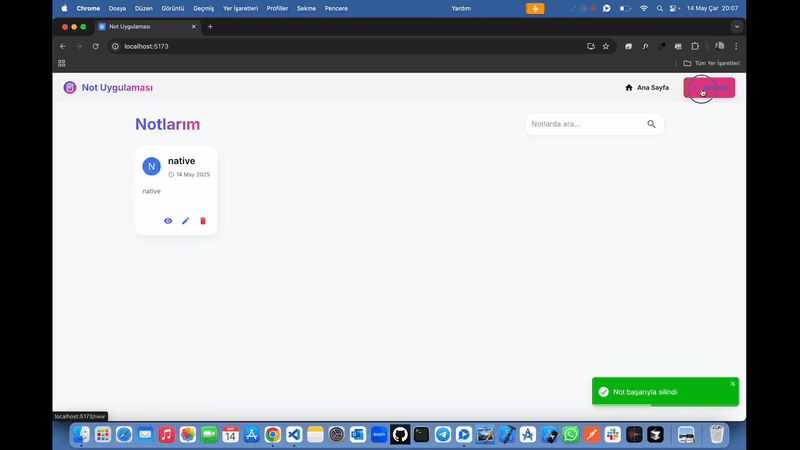 Chrome Dosya Düzen Görüntü Geçmiş Yer İşaretleri Profiller Sekme Pencere Yardım 14 May Çar 20:07
Not Uygulaması
localhost:5173
Tüm Yer İşaretleri
Not Uygulaması Ana Sayfa
Notlarım Notlarda ara...
N native
14 May 2025
native
Not başarıyla silindi
localhost:5173/new
14
zoom